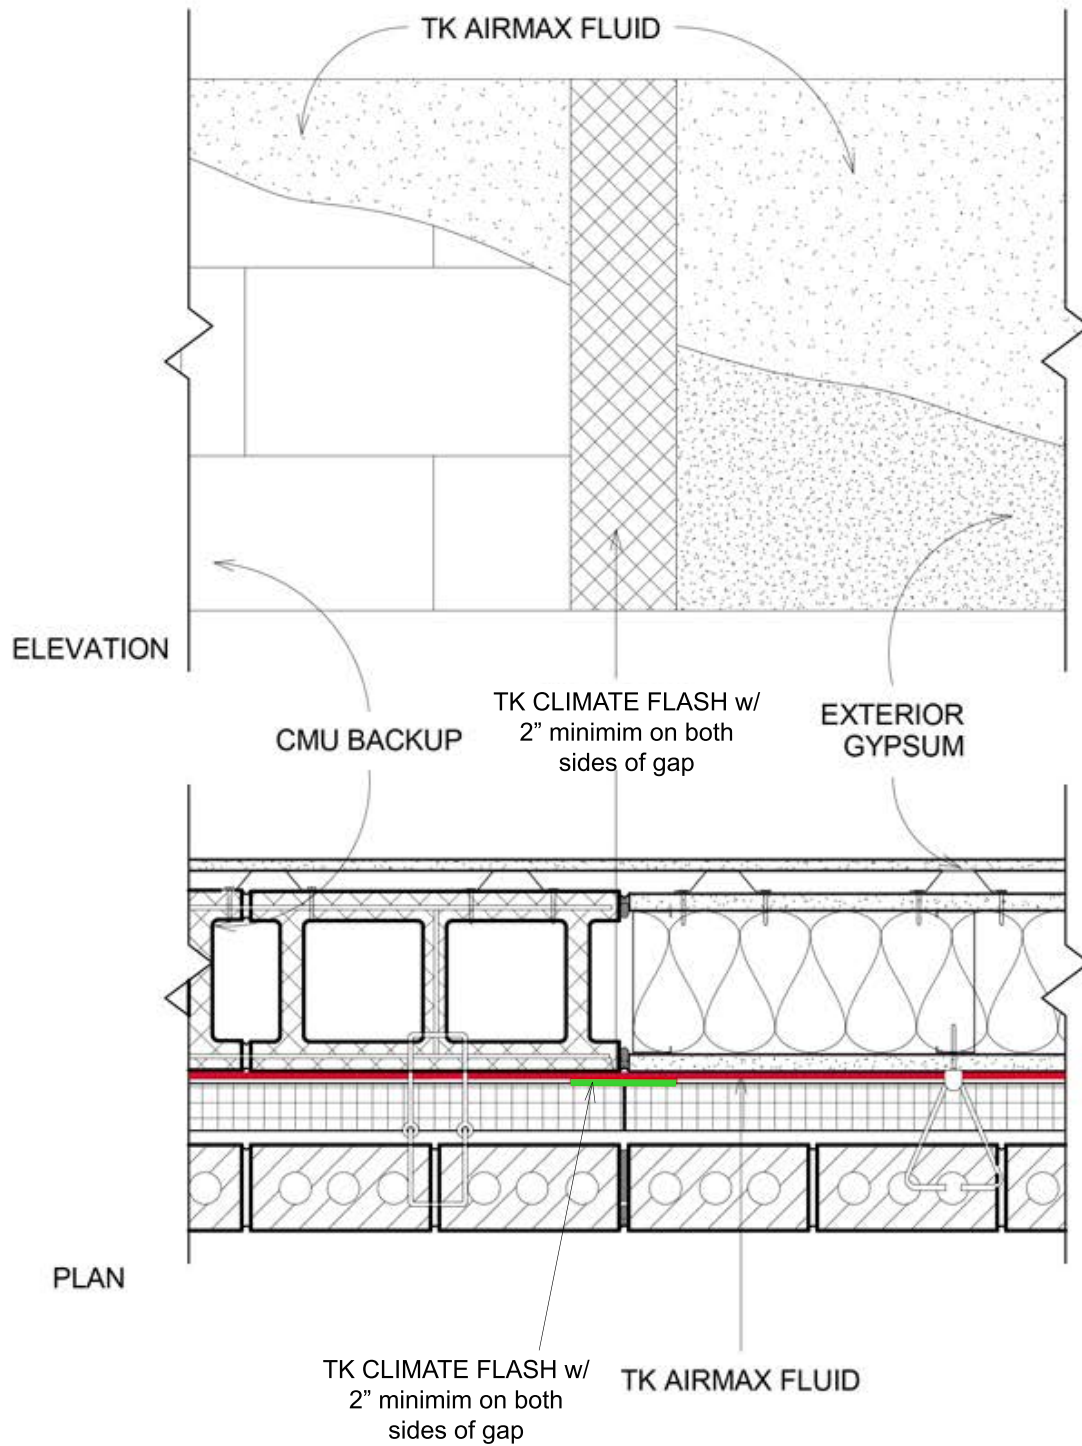 TK AIRMAX FLUID
ELEVATION
CMU BACKUP
TK CLIMATE FLASH w/
2” minimim on both
sides of gap
EXTERIOR
GYPSUM
PLAN
TK CLIMATE FLASH w/
2” minimim on both
sides of gap
TK AIRMAX FLUID